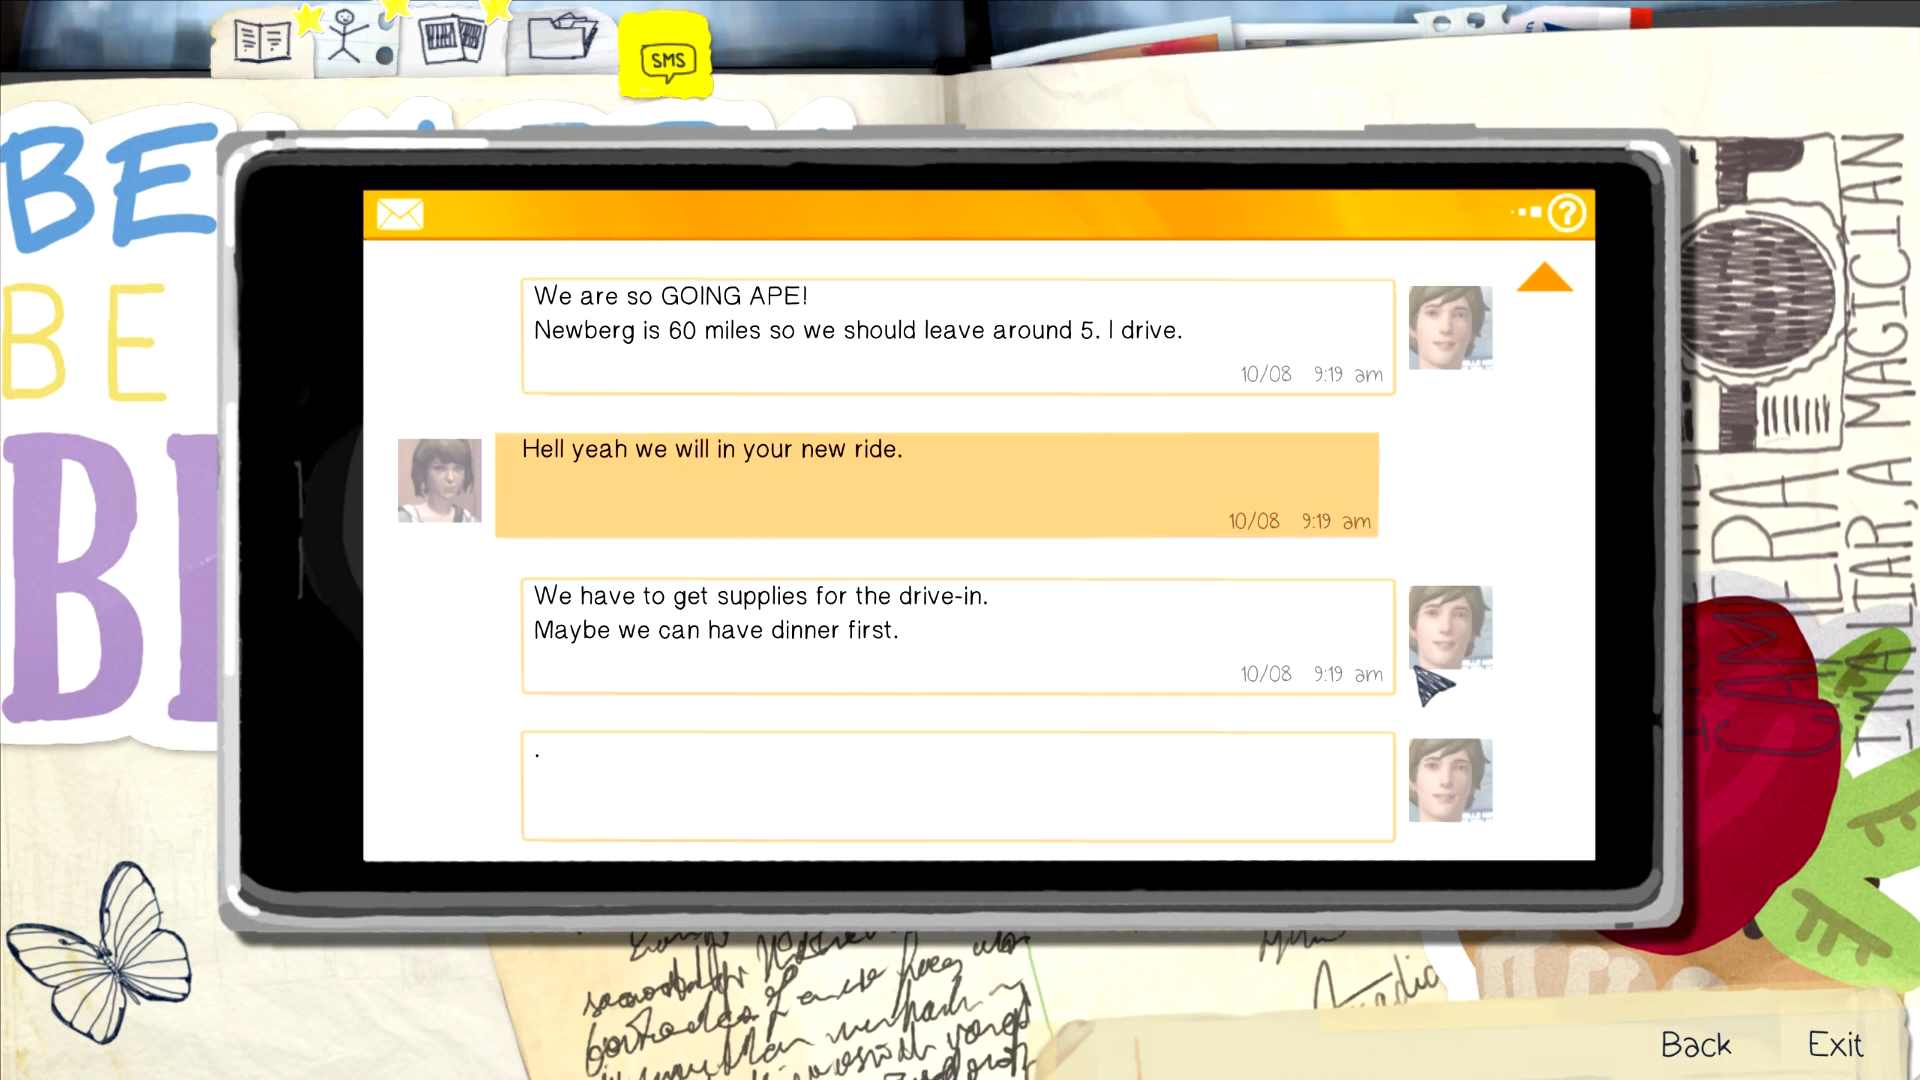 SMS
BE
BE
We are so GOING APE!
Newberg is 60 miles so we should leave around 5. I drive.
10/08 9:19 am
Hell yeah we will in your new ride.
10/08 9:19 am
We have to get supplies for the drive-in.
Maybe we can have dinner first.
10/08 9:19 am
.
CAMERA
LIAR, A MAGICIAN
Back
Exit